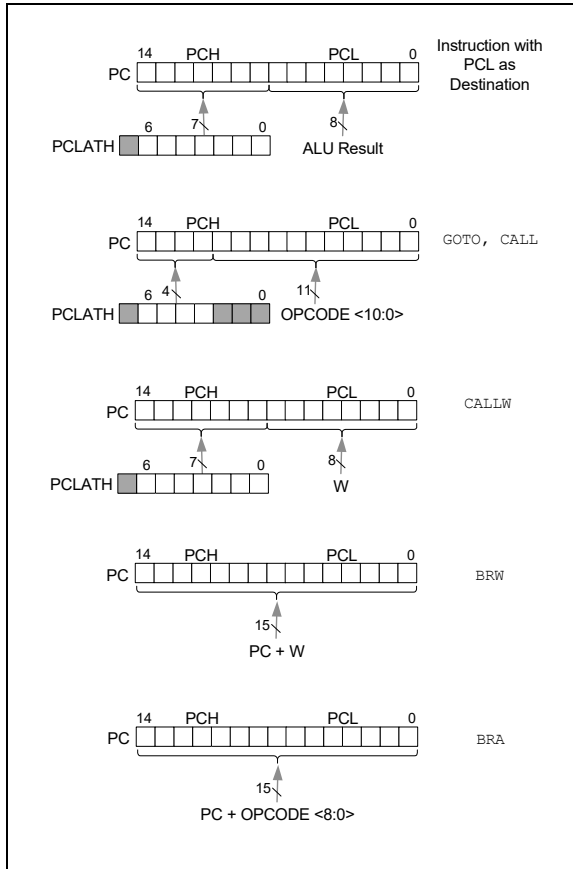 14 PCH PCL 0
PC
Instruction with
PCL as
Destination
6 7 0 8
PCLATH
ALU Result
14 PCH PCL 0
PC
GOTO, CALL
6 4 0 11
PCLATH
OPCODE <10:0>
14 PCH PCL 0
PC
CALLW
6 7 0 8
PCLATH
W
14 PCH PCL 0
PC
BRW
15
PC + W
14 PCH PCL 0
PC
BRA
15
PC + OPCODE <8:0>